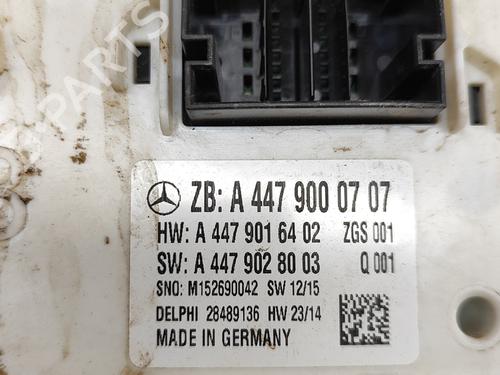 ZB: A 447 900 07 07
HW: A 447 901 64 02 ZGS 001
SW: A 447 902 80 03 Q 001
SNO: M152690042 SW 12/15
DELPHI 28489136 HW 23/14
MADE IN GERMANY
PARTS